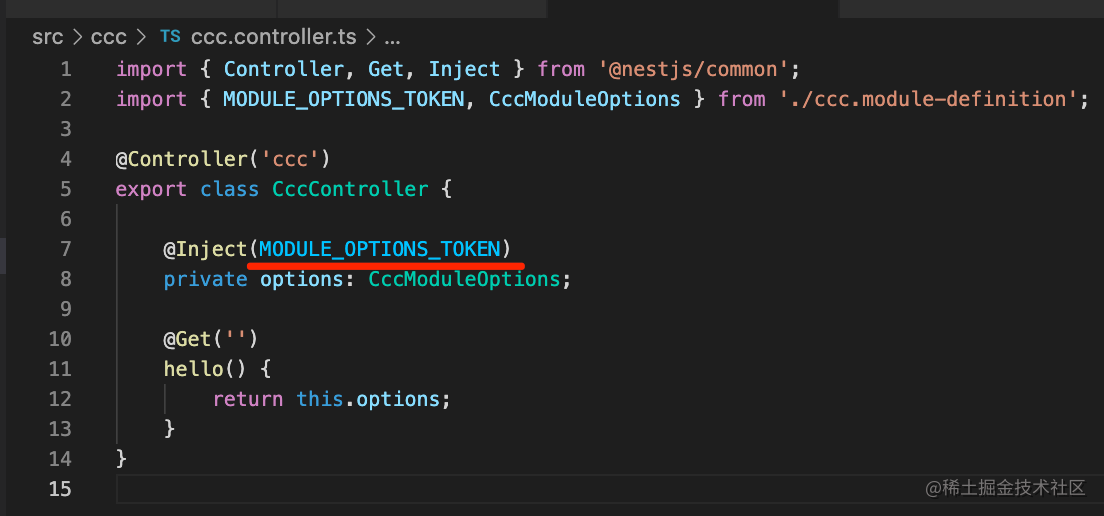 src > ccc > TS ccc.controller.ts > ...
1 import { Controller, Get, Inject } from '@nestjs/common';
2 import { MODULE_OPTIONS_TOKEN, CccModuleOptions } from './ccc.module-definition';
3
4 @Controller('ccc')
5 export class CccController {
6
7     @Inject(MODULE_OPTIONS_TOKEN)
8     private options: CccModuleOptions;
9
10     @Get('')
11     hello() {
12         return this.options;
13     }
14 }
15
@稀土掘金技术社区